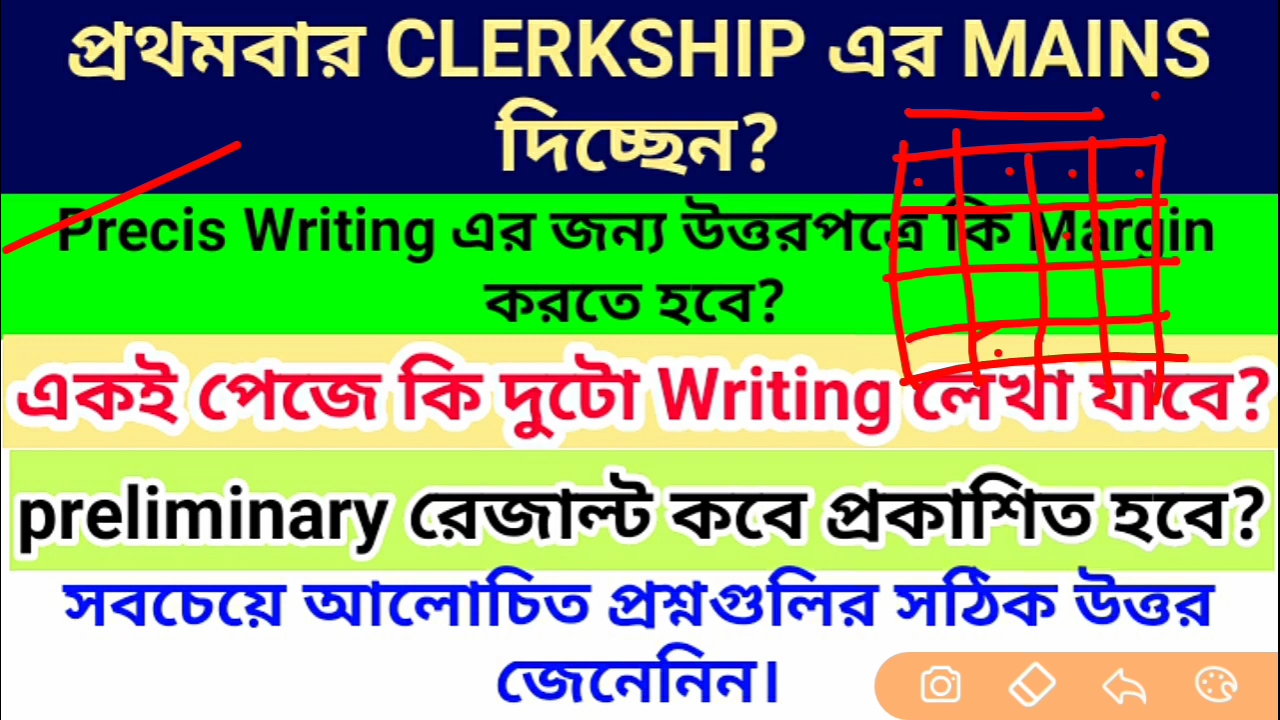 প্রথমবার CLERKSHIP এর MAINS
দিচ্ছেন?
Precis Writing এর জন্য উত্তরপত্রে কি Margin
করতে হবে?
একই পেজে কি দুটো Writing লেখা যাবে?
preliminary রেজাল্ট কবে প্রকাশিত হবে?
সবচেয়ে আলোচিত প্রশ্নগুলির সঠিক উত্তর
জেনেনিন।